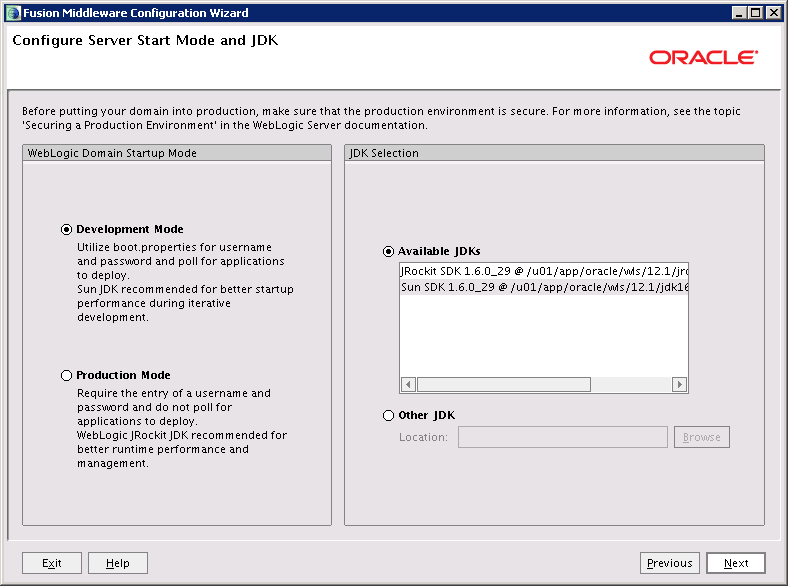 Fusion Middleware Configuration Wizard
Configure Server Start Mode and JDK
ORACLE
Before putting your domain into production, make sure that the production environment is secure. For more information, see the topic
'Securing a Production Environment' in the WebLogic Server documentation.
WebLogic Domain Startup Mode
Development Mode
Utilize boot.properties for username
and password and poll for applications
to deploy.
Sun JDK recommended for better startup
performance during iterative
development.
Production Mode
Require the entry of a username and
password and do not poll for
applications to deploy.
WebLogic JRockit JDK recommended for
better runtime performance and
management.
JDK Selection
Available JDKs
JRockit SDK 1.6.0_29 @ /u01/app/oracle/wls/12.1/jro
Sun SDK 1.6.0_29 @ /u01/app/oracle/wls/12.1/jdk16
Other JDK
Location:
Browse
Exit
Help
Previous
Next